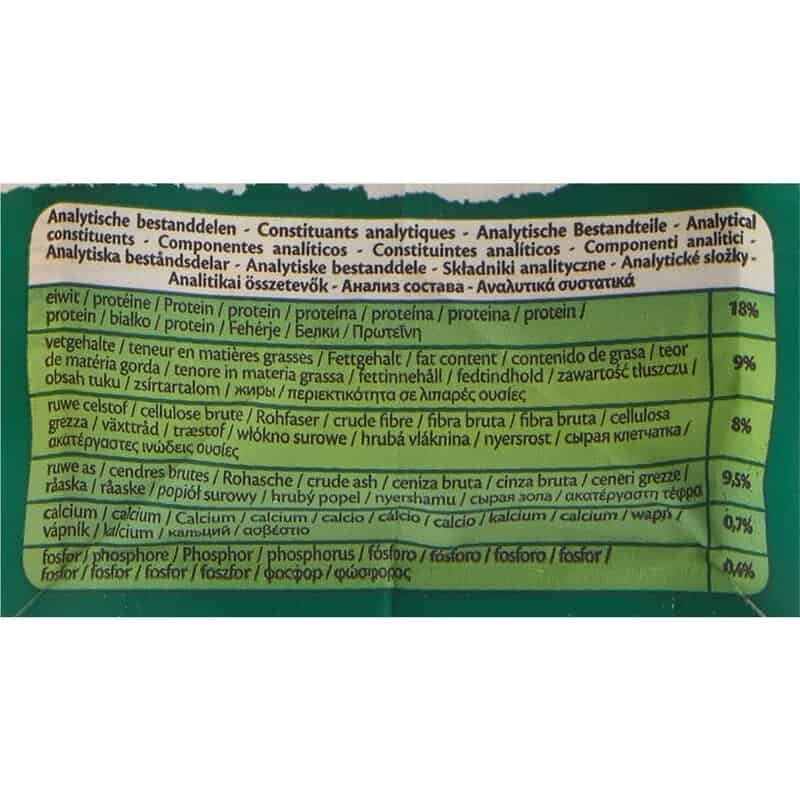 Analytische bestanddelen - Constituants analytiques - Analytische Bestandteile - Analytical
constituents - Componentes analíticos - Constituintes analíticos - Componenti analitici -
Analytiska beståndsdelar - Analytiske bestanddele - Składniki analityczne - Analytické složky -
Analitikai összetevők - Анализ состава - Αναλυτικά συστατικά
eiwit / protéine / Protein / protein / proteína / proteína / proteina / protein /
protein / białko / protein / Fehérje / Белки / Πρωτεΐνη
18%
vetgehalte / teneur en matières grasses / Fettgehalt / fat content / contenido de grasa / teor
de matéria gorda / tenore in materia grassa / fettinnehåll / fedtindhold / zawartość tłuszczu /
obsah tuku / zsírtartalom / жиры / περιεκτικότητα σε λιπαρές ουσίες
9%
ruwe celstof / cellulose brute / Rohfaser / crude fibre / fibra bruta / fibra bruta / cellulosa
grezza / växttråd / træstof / włókno surowe / hrubá vláknina / nyersrost / сырая клетчатка /
ακατέργαστες ινώδεις ουσίες
8%
ruwe as / cendres brutes / Rohasche / crude ash / ceniza bruta / cinza bruta / ceneri grezze /
råaska / råaske / popiół surowy / hrubý popel / nyershamu / сырая зола / ακατέργαστη τέφρα
9,5%
calcium / calcium / Calcium / calcium / calcio / cálcio / calcio / kalcium / calcium / wapń /
vápník / kalcium / кальций / ασβέστιο
0,7%
fosfor / phosphore / Phosphor / phosphorus / fósforo / fósforo / fosforo / fosfor /
fosfor / fosfor / fosfor / foszfor / фосфор / φώσφορος
0,4%